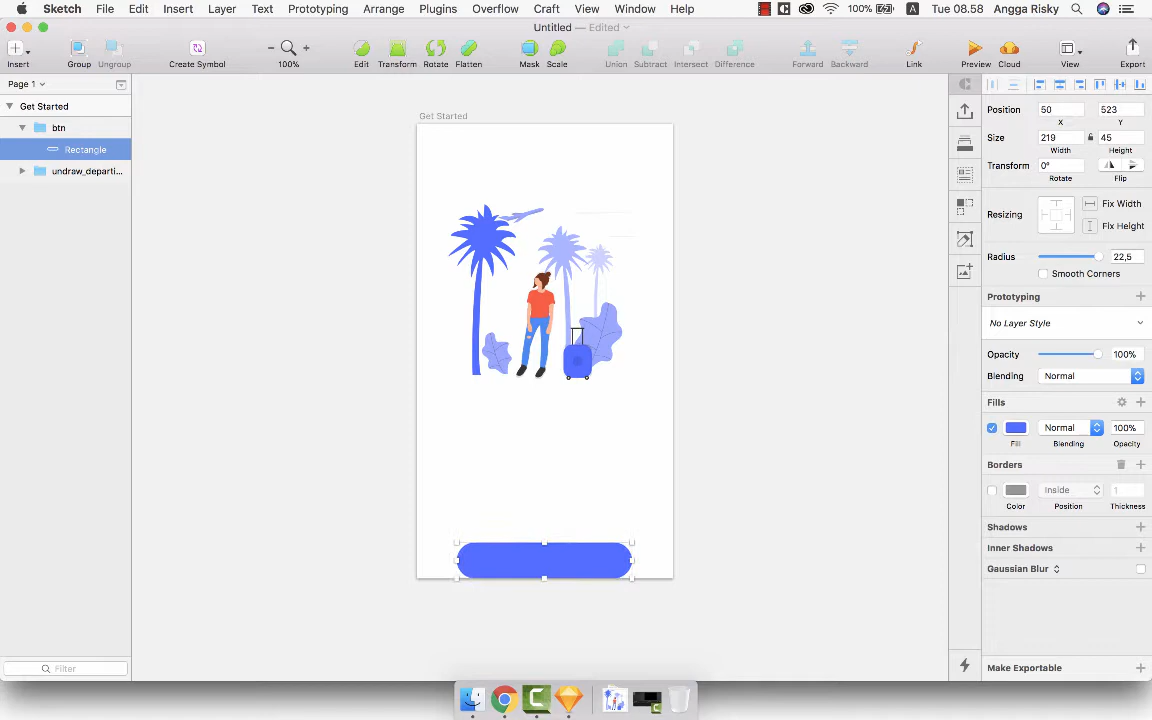 Sketch File Edit Insert Layer Text Prototyping Arrange Plugins Overflow Canvas View Window Help 100% A Tue 08.58 Angga Risky
Untitled — Edited
Insert Group Ungroup Create Symbol 100% Edit Transform Rotate Flatten Mask Scale Union Subtract Intersect Difference Forward Backward Link Preview Cloud View Export
Page 1
Get Started
btn
Rectangle
undraw_departi...
Filter
Get Started
Position 50 523
X Y
Size 219 45
Width Height
Transform 0°
Rotate Flip
Resizing Fix Width
Fix Height
Radius 22,5
Smooth Corners
Prototyping
No Layer Style
Opacity 100%
Blending Normal
Fills
Normal 100%
Fill Blending Opacity
Borders
Inside 1
Color Position Thickness
Shadows
Inner Shadows
Gaussian Blur
Make Exportable